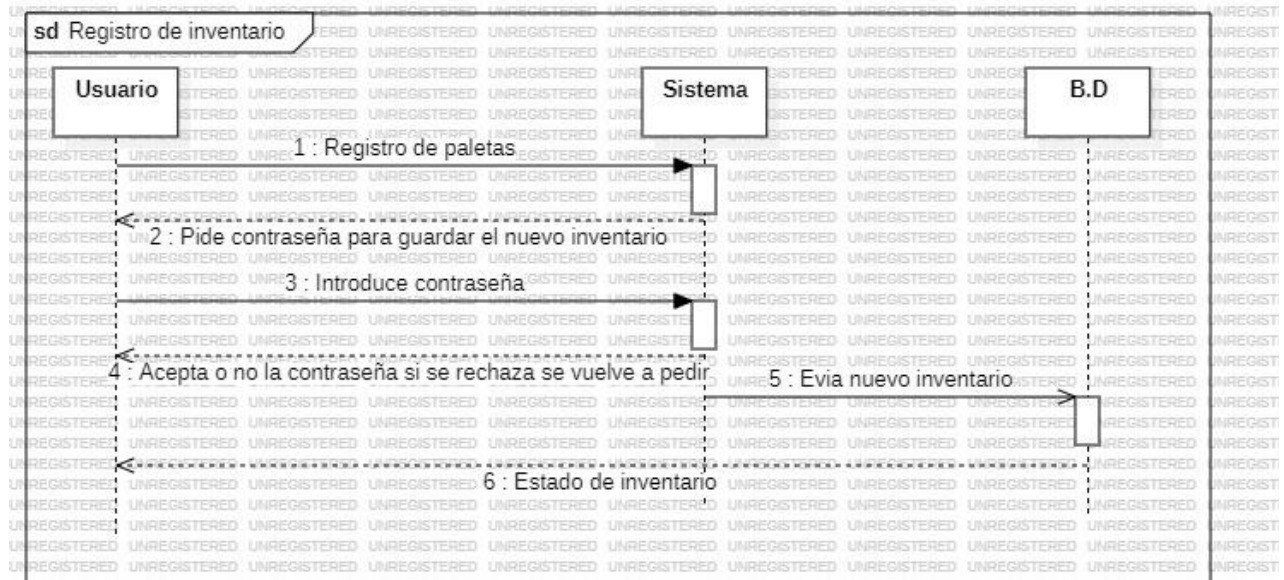 sd Registro de inventario
Usuario
Sistema
B.D
1 : Registro de paletas
2 : Pide contraseña para guardar el nuevo inventario
3 : Introduce contraseña
4 : Acepta o no la contraseña si se rechaza se vuelve a pedir
5 : Evia nuevo inventario
6 : Estado de inventario
UNREGISTERED